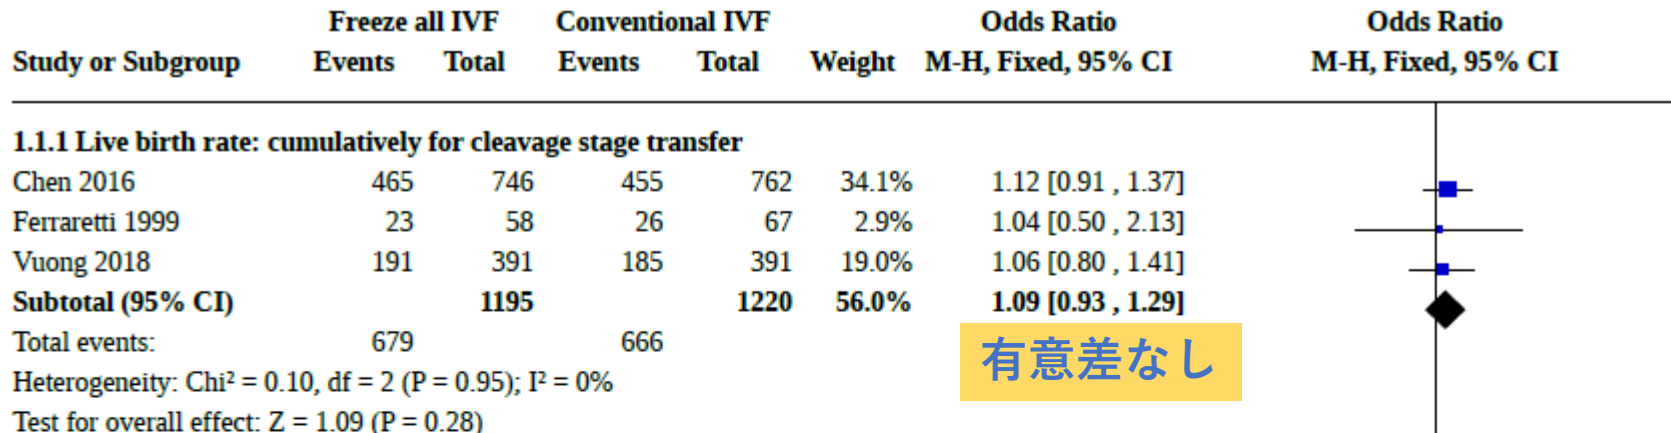 Freeze all IVF Conventional IVF Odds Ratio Odds Ratio
Study or Subgroup Events Total Events Total Weight M-H, Fixed, 95% CI M-H, Fixed, 95% CI
1.1.1 Live birth rate: cumulatively for cleavage stage transfer
Chen 2016 465 746 455 762 34.1% 1.12 [0.91 , 1.37]
Ferraretti 1999 23 58 26 67 2.9% 1.04 [0.50 , 2.13]
Vuong 2018 191 391 185 391 19.0% 1.06 [0.80 , 1.41]
Subtotal (95% CI) 1195 1220 56.0% 1.09 [0.93 , 1.29]
Total events: 679 666
有意差なし
Heterogeneity: Chi² = 0.10, df = 2 (P = 0.95); I² = 0%
Test for overall effect: Z = 1.09 (P = 0.28)